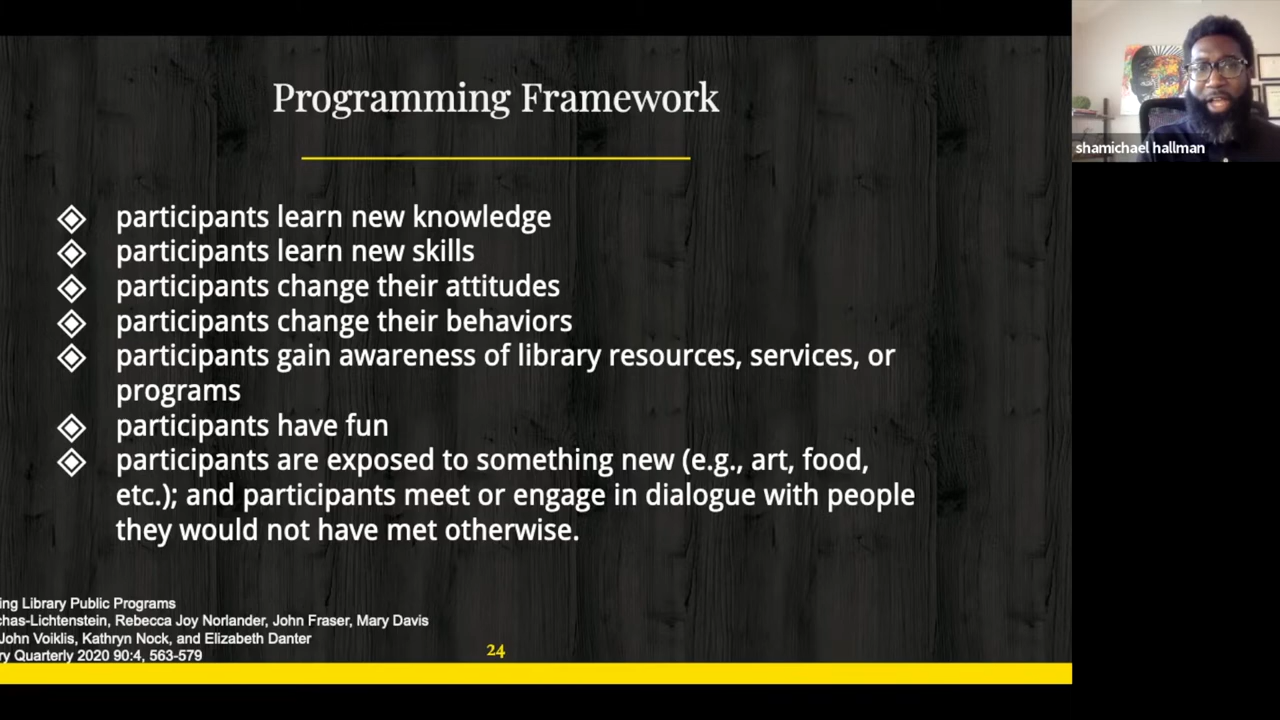 Programming Framework
participants learn new knowledge
participants learn new skills
participants change their attitudes
participants change their behaviors
participants gain awareness of library resources, services, or
programs
participants have fun
participants are exposed to something new (e.g., art, food,
etc.); and participants meet or engage in dialogue with people
they would not have met otherwise.
ing Library Public Programs
chas-Lichtenstein, Rebecca Joy Norlander, John Fraser, Mary Davis
John Voiklis, Kathryn Nock, and Elizabeth Danter
ry Quarterly 2020 90:4, 563-579
24
shamichael hallman